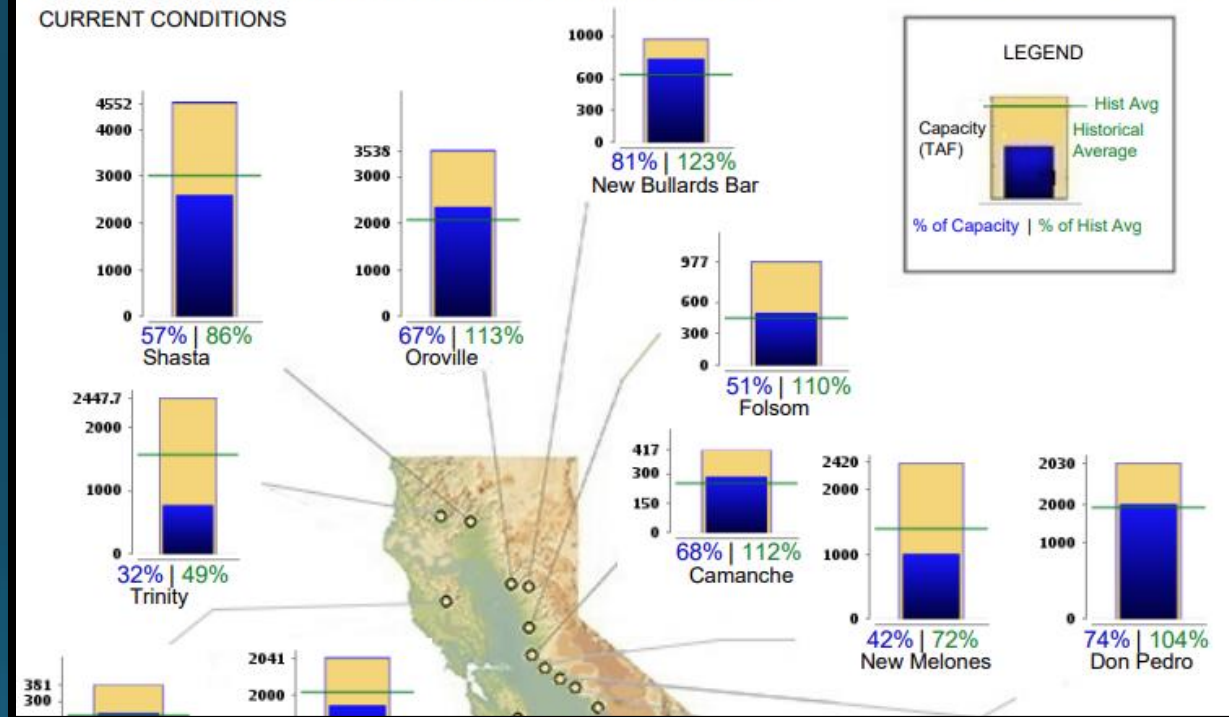 CURRENT CONDITIONS
LEGEND
Hist Avg
Capacity
(TAF)
Historical
Average
% of Capacity | % of Hist Avg
4552
4000
3000
2000
1000
0
57% | 86%
Shasta
3538
3000
2000
1000
0
67% | 113%
Oroville
1000
600
300
0
81% | 123%
New Bullards Bar
977
600
300
0
51% | 110%
Folsom
2447.7
2000
1000
0
32% | 49%
Trinity
417
300
150
0
68% | 112%
Camanche
2420
2000
1000
0
42% | 72%
New Melones
2030
2000
1000
0
74% | 104%
Don Pedro
381
300
2041
2000